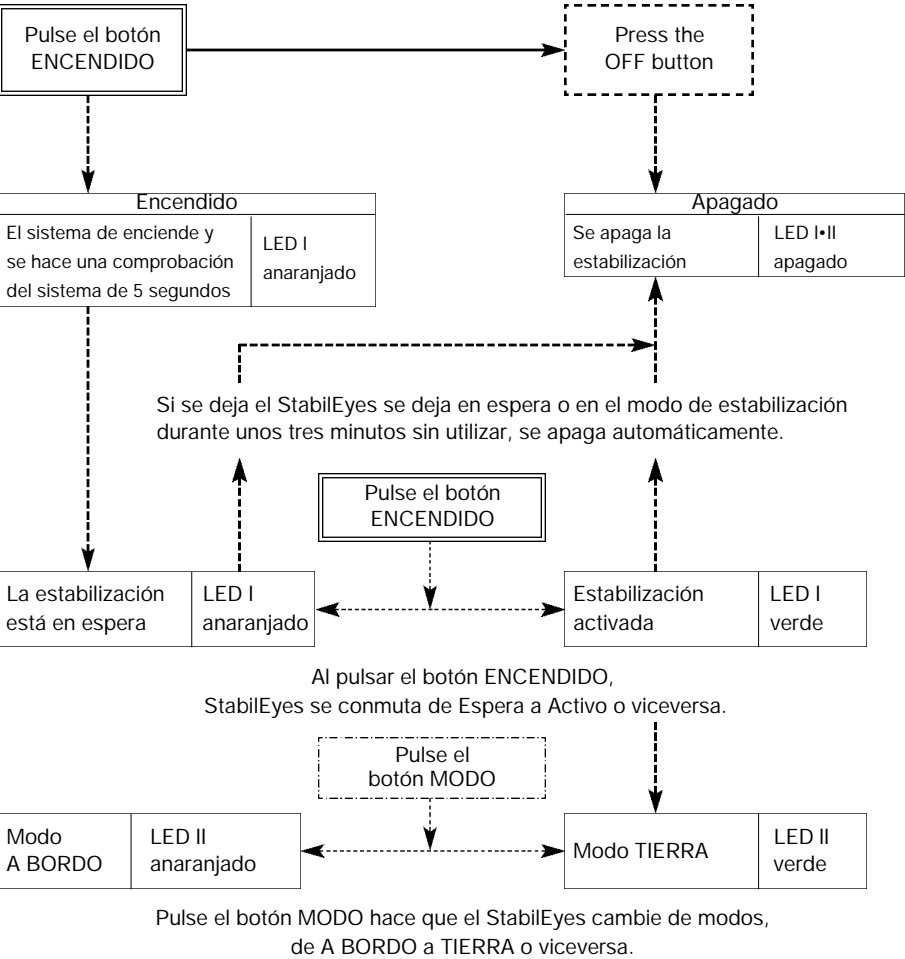 Pulse el botón
ENCENDIDO
Press the
OFF button
Encendido
El sistema de enciende y
se hace una comprobación
del sistema de 5 segundos
LED I
anaranjado
Apagado
Se apaga la
estabilización
LED I•II
apagado
Si se deja el StabilEyes se deja en espera o en el modo de estabilización
durante unos tres minutos sin utilizar, se apaga automáticamente.
Pulse el botón
ENCENDIDO
La estabilización
está en espera
LED I
anaranjado
Estabilización
activada
LED I
verde
Al pulsar el botón ENCENDIDO,
StabilEyes se conmuta de Espera a Activo o viceversa.
Pulse el
botón MODO
Modo
A BORDO
LED II
anaranjado
Modo TIERRA
LED II
verde
Pulse el botón MODO hace que el StabilEyes cambie de modos,
de A BORDO a TIERRA o viceversa.